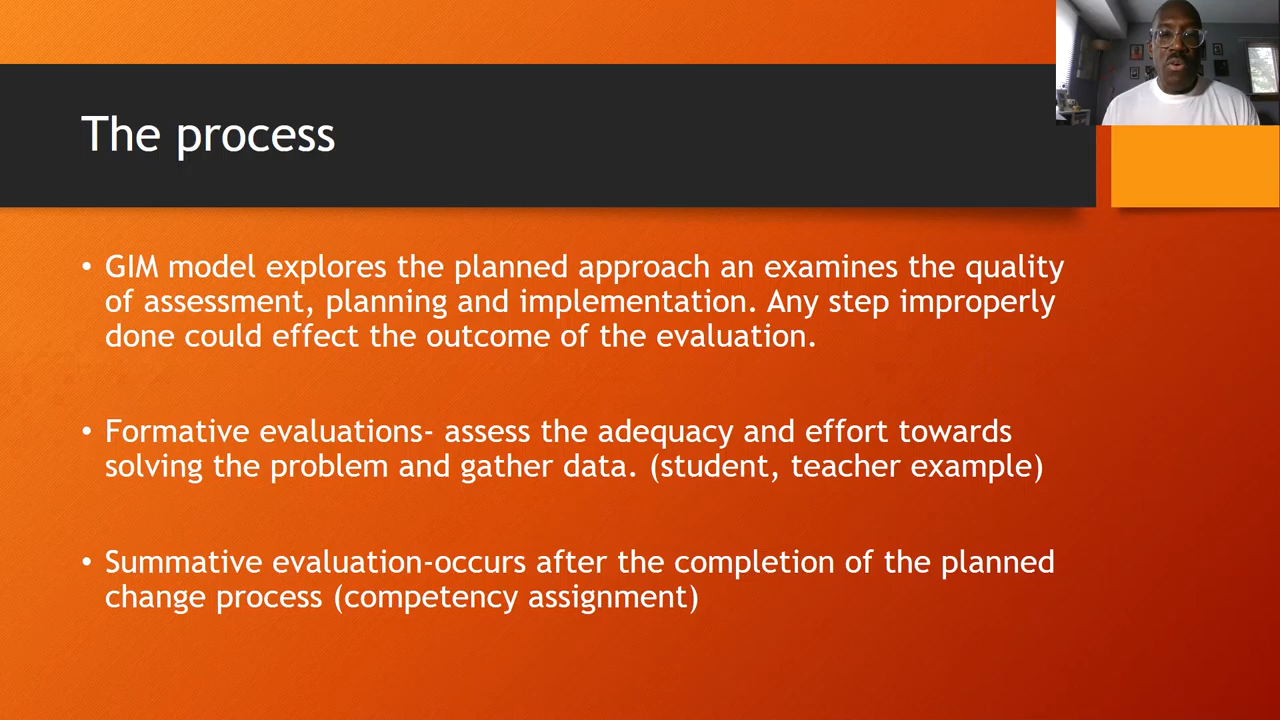 The process
• GIM model explores the planned approach an examines the quality
of assessment, planning and implementation. Any step improperly
done could effect the outcome of the evaluation.
• Formative evaluations- assess the adequacy and effort towards
solving the problem and gather data. (student, teacher example)
• Summative evaluation-occurs after the completion of the planned
change process (competency assignment)